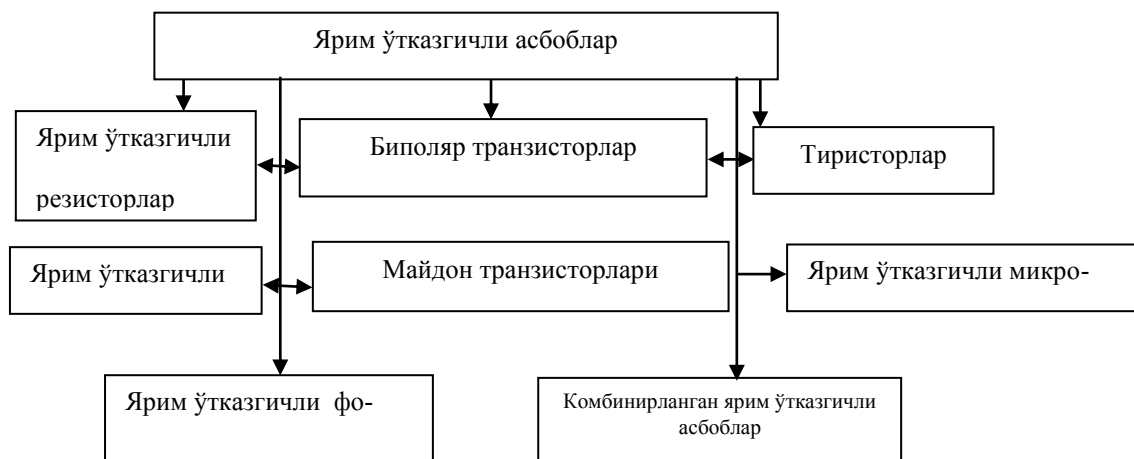 Ярим ўтказгичли асбоблар
Ярим ўтказгичли
резисторлар
Биполяр транзисторлар
Тиристорлар
Ярим ўтказгичли
Майдон транзисторлари
Ярим ўтказгичли микро-
Ярим ўтказгичли фо-
Комбинирланган ярим ўтказгичли
асбоблар